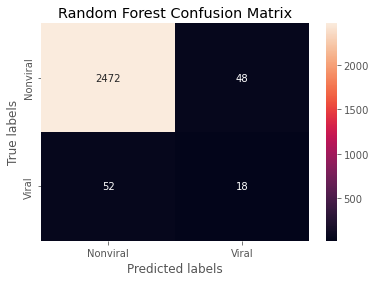 Random Forest Confusion Matrix
True labels
Nonviral
2472
48
Viral
52
18
Nonviral
Viral
Predicted labels
2000
1500
1000
500